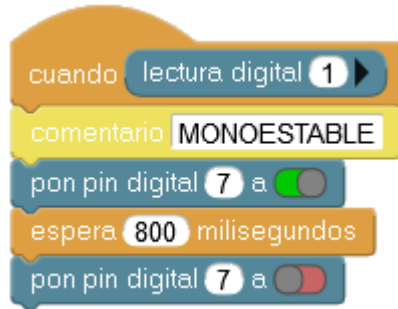 cuando lectura digital 1
comentario MONOESTABLE
pon pin digital 7 a
espera 800 milisegundos
pon pin digital 7 a